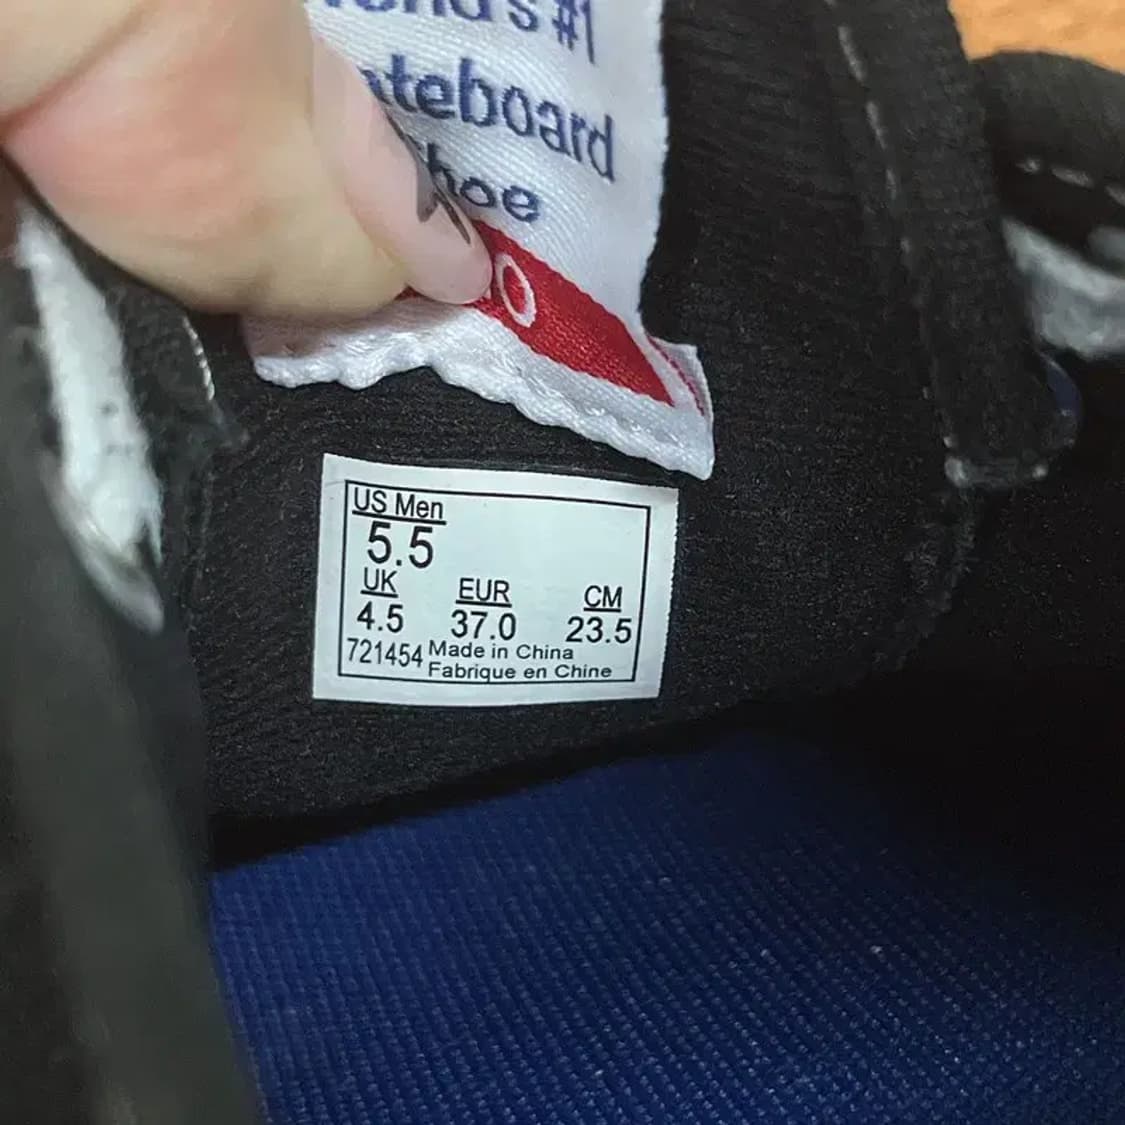 #1
hoe
O
US Men
5.5
UK EUR CM
4.5 37.0 23.5
721454 Made in China
Fabrique en Chine